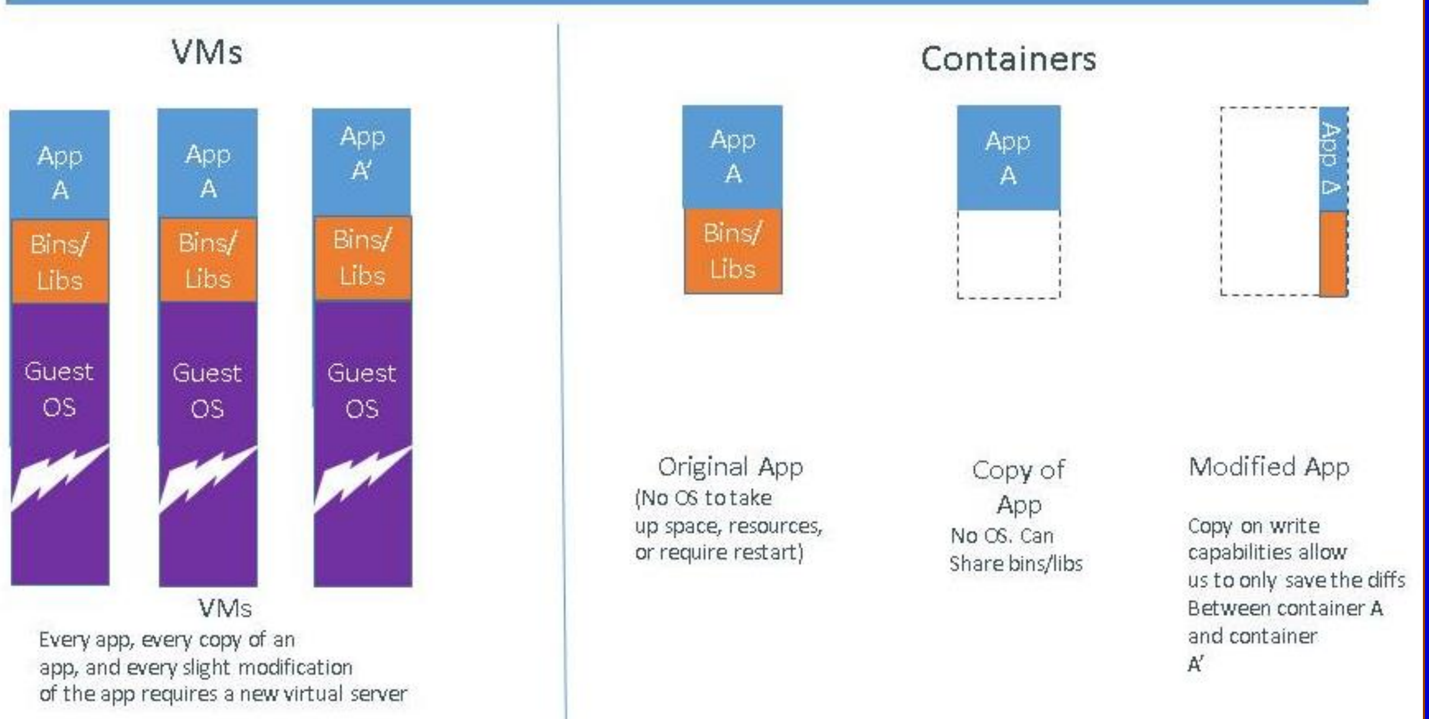 VMs
App
A
Bins/
Libs
Guest
OS
App
A
Bins/
Libs
Guest
OS
App
A'
Bins/
Libs
Guest
OS
VMs
Every app, every copy of an
app, and every slight modification
of the app requires a new virtual server
Containers
App
A
Bins/
Libs
Original App
(No OS to take
up space, resources,
or require restart)
App
A
Copy of
App
No OS. Can
Share bins/libs
App Δ
Modified App
Copy on write
capabilities allow
us to only save the diffs
Between container A
and container
A'